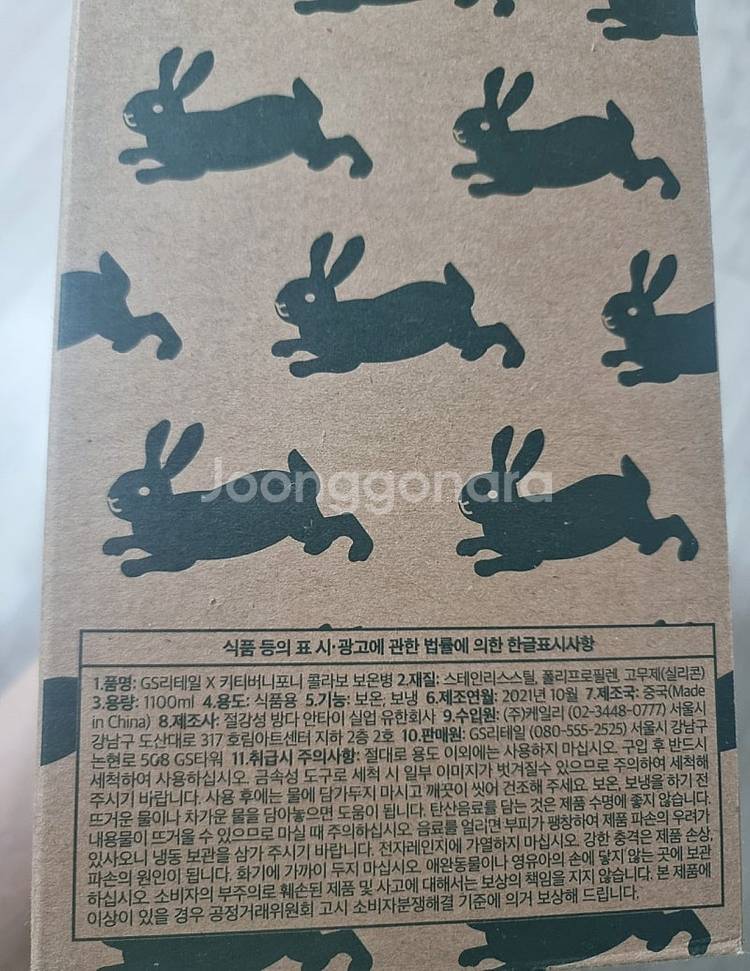 Joonggonara
식품 등의 표 시·광고에 관한 법률에 의한 한글표시사항
1.품명: GS리테일 X 키티버니포니 콜라보 보온병 2.재질: 스테인리스스틸, 폴리프로필렌, 고무제(실리콘)
3.용량: 1100ml 4.용도: 식품용 5.기능: 보온, 보냉 6.제조연월: 2021년 10월 7.제조국: 중국(Made
in China) 8.제조사: 절강성 방다 안타이 실업 유한회사 9.수입원: (주)케일리 (02-3448-0777) 서울시
강남구 도산대로 317 호림아트센터 지하 2층 2호 10.판매원: GS리테일 (080-555-2525) 서울시 강남구
논현로 508 GS타워 11.취급시 주의사항: 절대로 용도 이외에는 사용하지 마십시오. 구입 후 반드시
세척하여 사용하십시오. 금속성 도구로 세척 시 일부 이미지가 벗겨질수 있으므로 주의하여 세척해
주시기 바랍니다. 사용 후에는 물에 담가두지 마시고 깨끗이 씻어 건조해 주세요. 보온, 보냉을 하기 전
뜨거운 물이나 차가운 물을 담아놓으면 도움이 됩니다. 탄산음료를 담는 것은 제품 수명에 좋지 않습니다.
내용물이 뜨거울 수 있으므로 마실 때 주의하십시오. 음료를 얼리면 부피가 팽창하여 제품 파손의 우려가
있사오니 냉동 보관을 삼가 주시기 바랍니다. 전자레인지에 가열하지 마십시오. 강한 충격은 제품 손상,
파손의 원인이 됩니다. 화기에 가까이 두지 마십시오. 애완동물이나 영유아의 손에 닿지 않는 곳에 보관
하십시오. 소비자의 부주의로 훼손된 제품 및 사고에 대해서는 보상의 책임을 지지 않습니다. 본 제품에
이상이 있을 경우 공정거래위원회 고시 소비자분쟁해결 기준에 의거 보상해 드립니다.